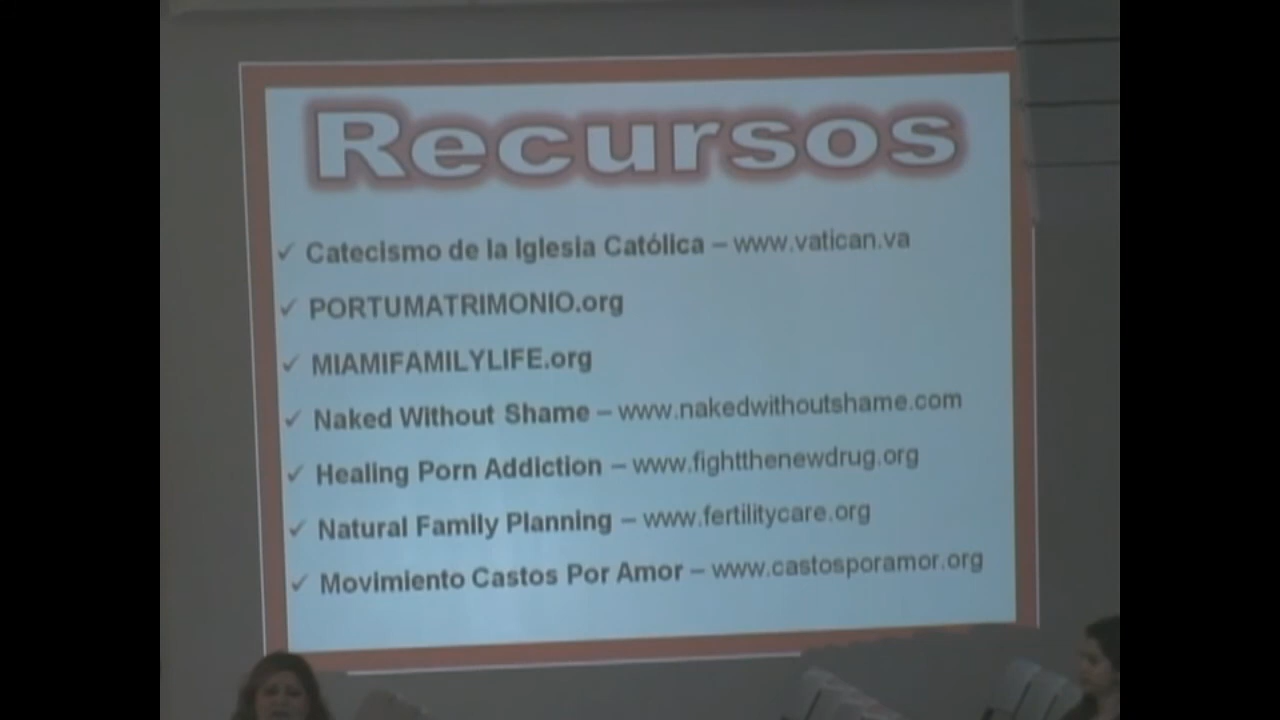 Recursos
✓ Catecismo de la Iglesia Católica – www.vatican.va
✓ PORTUMATRIMONIO.org
✓ MIAMIFAMILYLIFE.org
✓ Naked Without Shame – www.nakedwithoutshame.com
✓ Healing Porn Addiction – www.fightthenewdrug.org
✓ Natural Family Planning – www.fertilitycare.org
✓ Movimiento Castos Por Amor – www.castosporamor.org